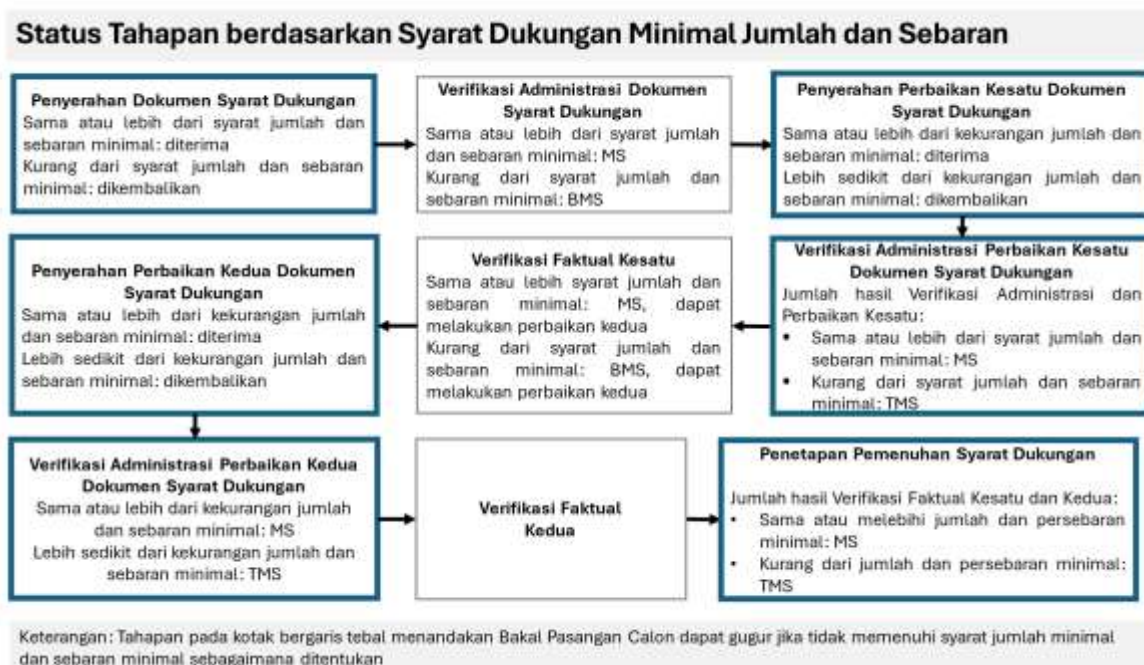 Status Tahapan berdasarkan Syarat Dukungan Minimal Jumlah dan Sebaran
Penyerahan Dokumen Syarat Dukungan
Sama atau lebih dari syarat jumlah dan
sebaran minimal: diterima
Kurang dari syarat jumlah dan sebaran
minimal: dikembalikan
Verifikasi Administrasi Dokumen
Syarat Dukungan
Sama atau lebih dari syarat jumlah
dan sebaran minimal: MS
Kurang dari syarat jumlah dan
sebaran minimal: BMS
Penyerahan Perbaikan Kesatu Dokumen
Syarat Dukungan
Sama atau lebih dari kekurangan jumlah dan
sebaran minimal: diterima
Lebih sedikit dari kekurangan jumlah dan
sebaran minimal: dikembalikan
Verifikasi Administrasi Perbaikan Kesatu
Dokumen Syarat Dukungan
Jumlah hasil Verifikasi Administrasi dan
Perbaikan Kesatu:
• Sama atau lebih dari syarat jumlah dan
sebaran minimal: MS
• Kurang dari syarat jumlah dan sebaran
minimal: TMS
Verifikasi Faktual Kesatu
Sama atau lebih syarat jumlah dan
sebaran minimal: MS, dapat
melakukan perbaikan kedua
Kurang dari syarat jumlah dan
sebaran minimal: BMS, dapat
melakukan perbaikan kedua
Penyerahan Perbaikan Kedua Dokumen
Syarat Dukungan
Sama atau lebih dari kekurangan jumlah
dan sebaran minimal: diterima
Lebih sedikit dari kekurangan jumlah dan
sebaran minimal: dikembalikan
Verifikasi Administrasi Perbaikan Kedua
Dokumen Syarat Dukungan
Sama atau lebih dari kekurangan jumlah
dan sebaran minimal: MS
Lebih sedikit dari kekurangan jumlah dan
sebaran minimal: TMS
Verifikasi Faktual
Kedua
Penetapan Pemenuhan Syarat Dukungan
Jumlah hasil Verifikasi Faktual Kesatu dan Kedua:
• Sama atau melebihi jumlah dan persebaran
minimal: MS
• Kurang dari jumlah dan persebaran minimal:
TMS
Keterangan: Tahapan pada kotak bergaris tebal menandakan Bakal Pasangan Calon dapat gugur jika tidak memenuhi syarat jumlah minimal
dan sebaran minimal sebagaimana ditentukan